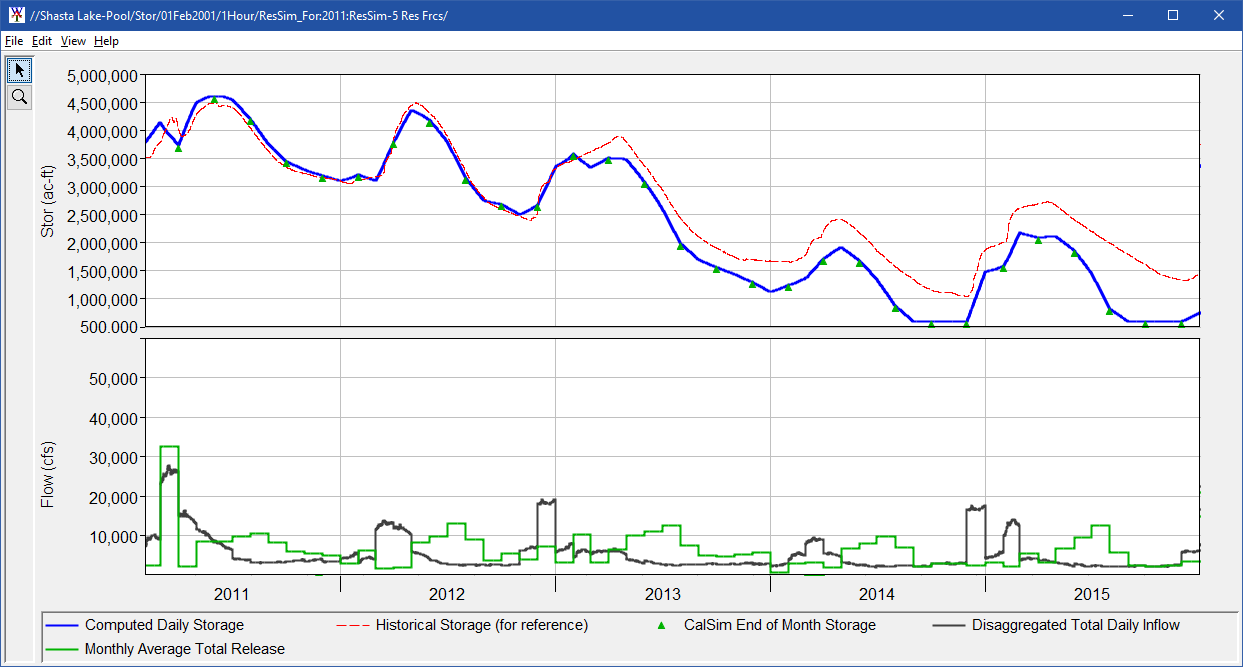 //Shasta Lake-Pool/Stor/01Feb2001/1Hour/ResSim_For:2011:ResSim-5 Res Frcs/
File Edit View Help
Stor (ac-ft)
5,000,000
4,500,000
4,000,000
3,500,000
3,000,000
2,500,000
2,000,000
1,500,000
1,000,000
500,000
Flow (cfs)
50,000
40,000
30,000
20,000
10,000
2011 2012 2013 2014 2015
Computed Daily Storage Historical Storage (for reference) CalSim End of Month Storage Disaggregated Total Daily Inflow
Monthly Average Total Release